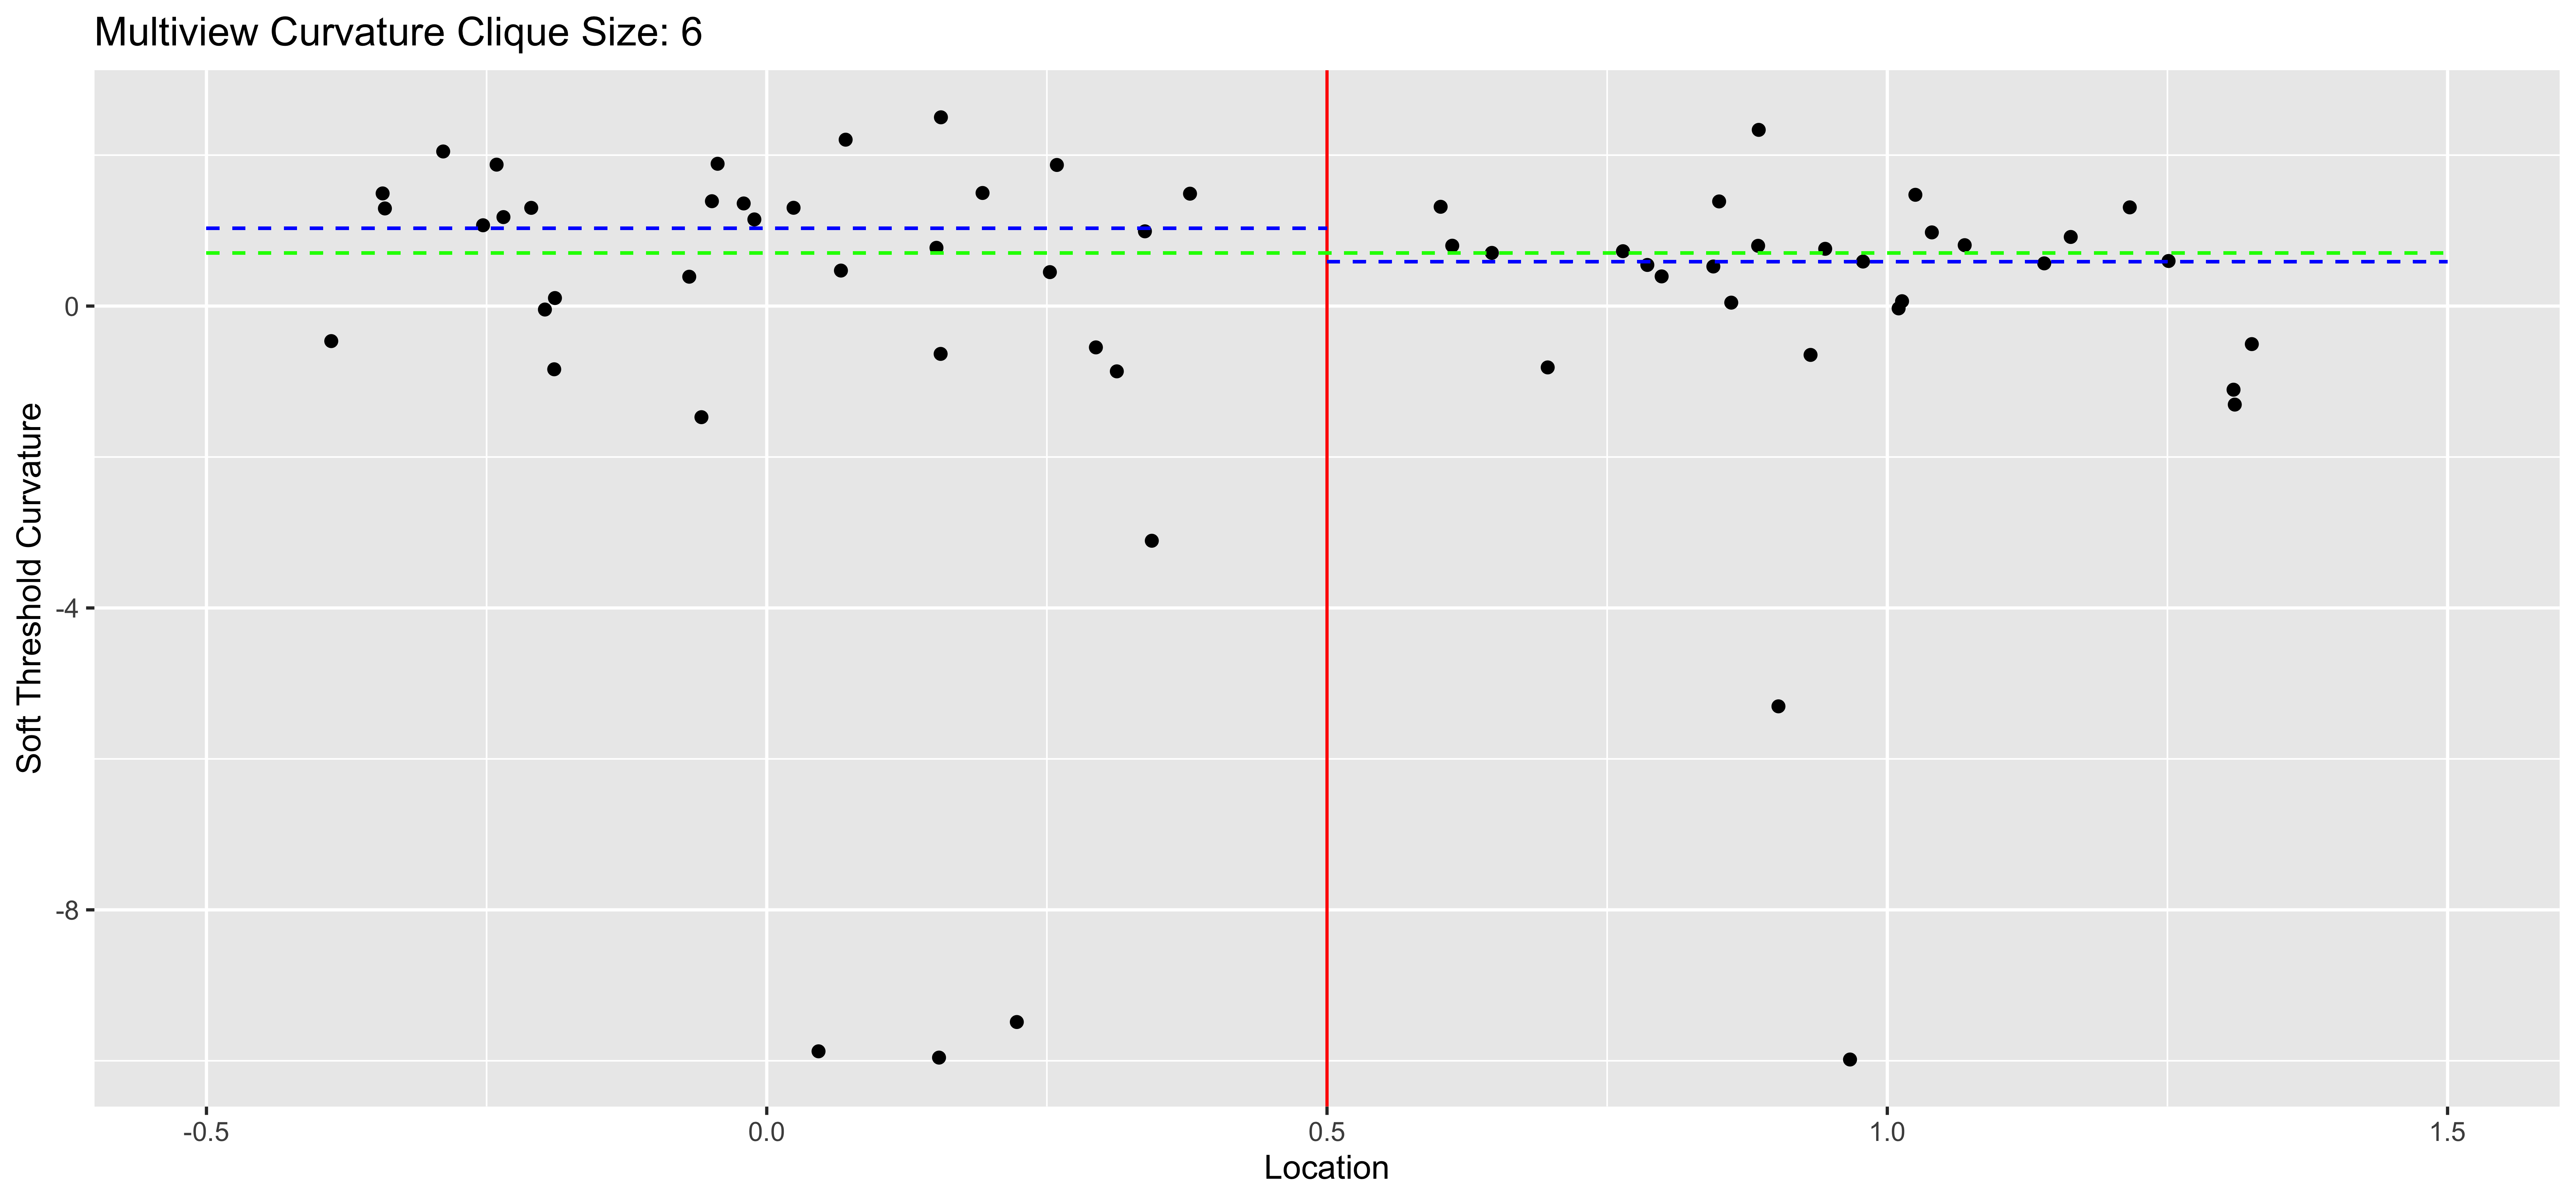 Multiview Curvature Clique Size: 6
Soft Threshold Curvature
0
-4
-8
-0.5 0.0 0.5 1.0 1.5
Location